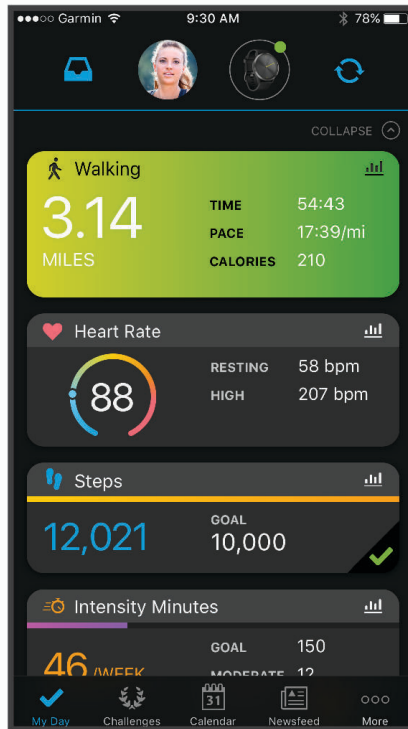 Garmin 9:30 AM 78%
COLLAPSE
Walking
3.14
MILES
TIME 54:43
PACE 17:39/mi
CALORIES 210
Heart Rate
88
RESTING 58 bpm
HIGH 207 bpm
Steps
12,021
GOAL
10,000
Intensity Minutes
46 /WEEK
GOAL 150
MODERATE 12
31
My Day Challenges Calendar Newsfeed More